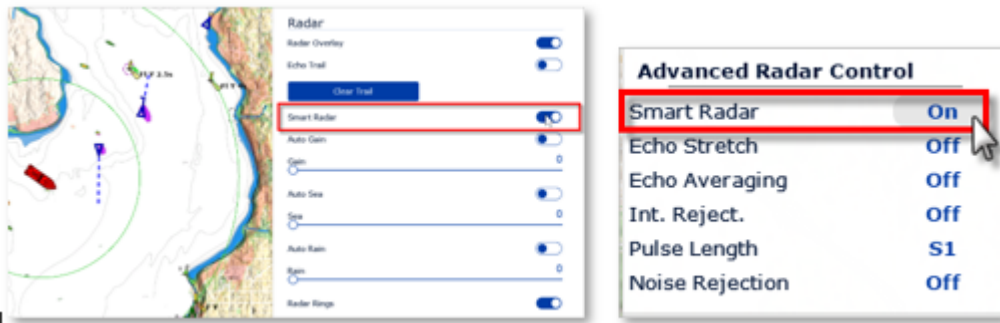 Radar
Radar Overlay
Echo Trail
Clear Trail
Smart Radar
Auto Gain
Gain 0
Auto Sea
Sea 0
Auto Rain
Rain 0
Radar Rings
Advanced Radar Control
Smart Radar On
Echo Stretch Off
Echo Averaging Off
Int. Reject. Off
Pulse Length S1
Noise Rejection Off